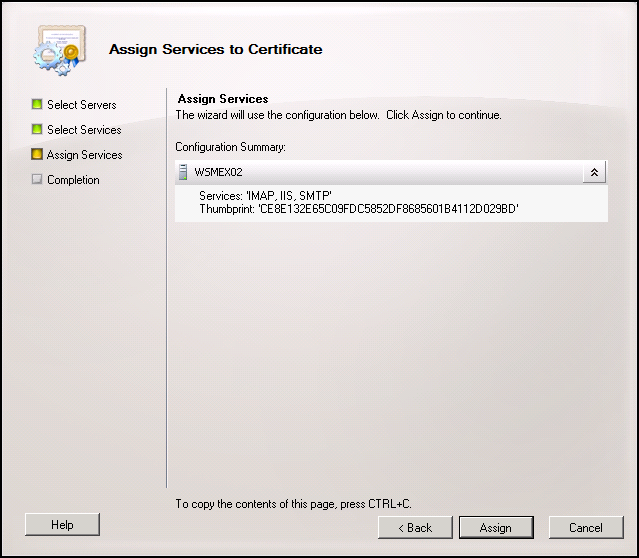 Assign Services to Certificate
Select Servers
Select Services
Assign Services
Completion
Assign Services
The wizard will use the configuration below. Click Assign to continue.
Configuration Summary:
WSMEX02
Services: 'IMAP, IIS, SMTP'
Thumbprint: 'CE8E132E65C09FDC5852DF8685601B4112D029BD'
To copy the contents of this page, press CTRL+C.
Help
< Back
Assign
Cancel